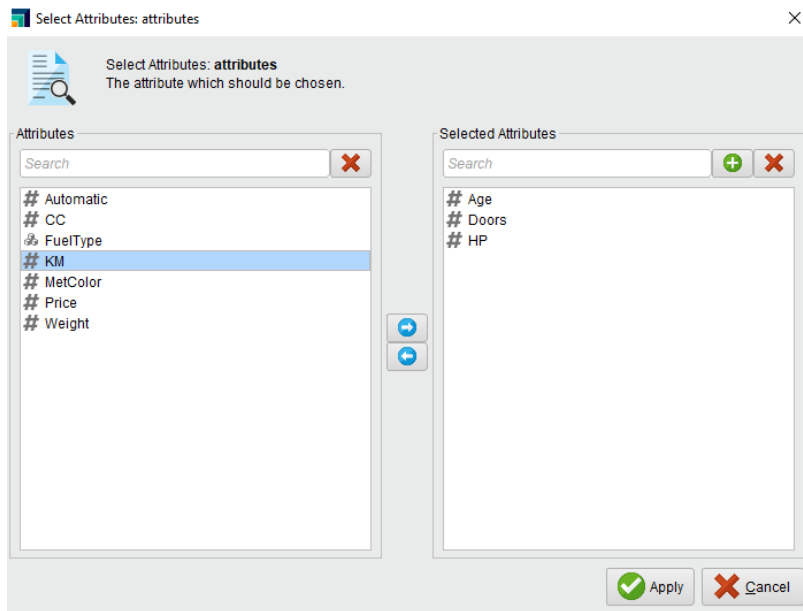 Select Attributes: attributes
Select Attributes: attributes
The attribute which should be chosen.
Attributes
Search
# Automatic
# CC
FuelType
# KM
# MetColor
# Price
# Weight
Selected Attributes
Search
# Age
# Doors
# HP
Apply
Cancel